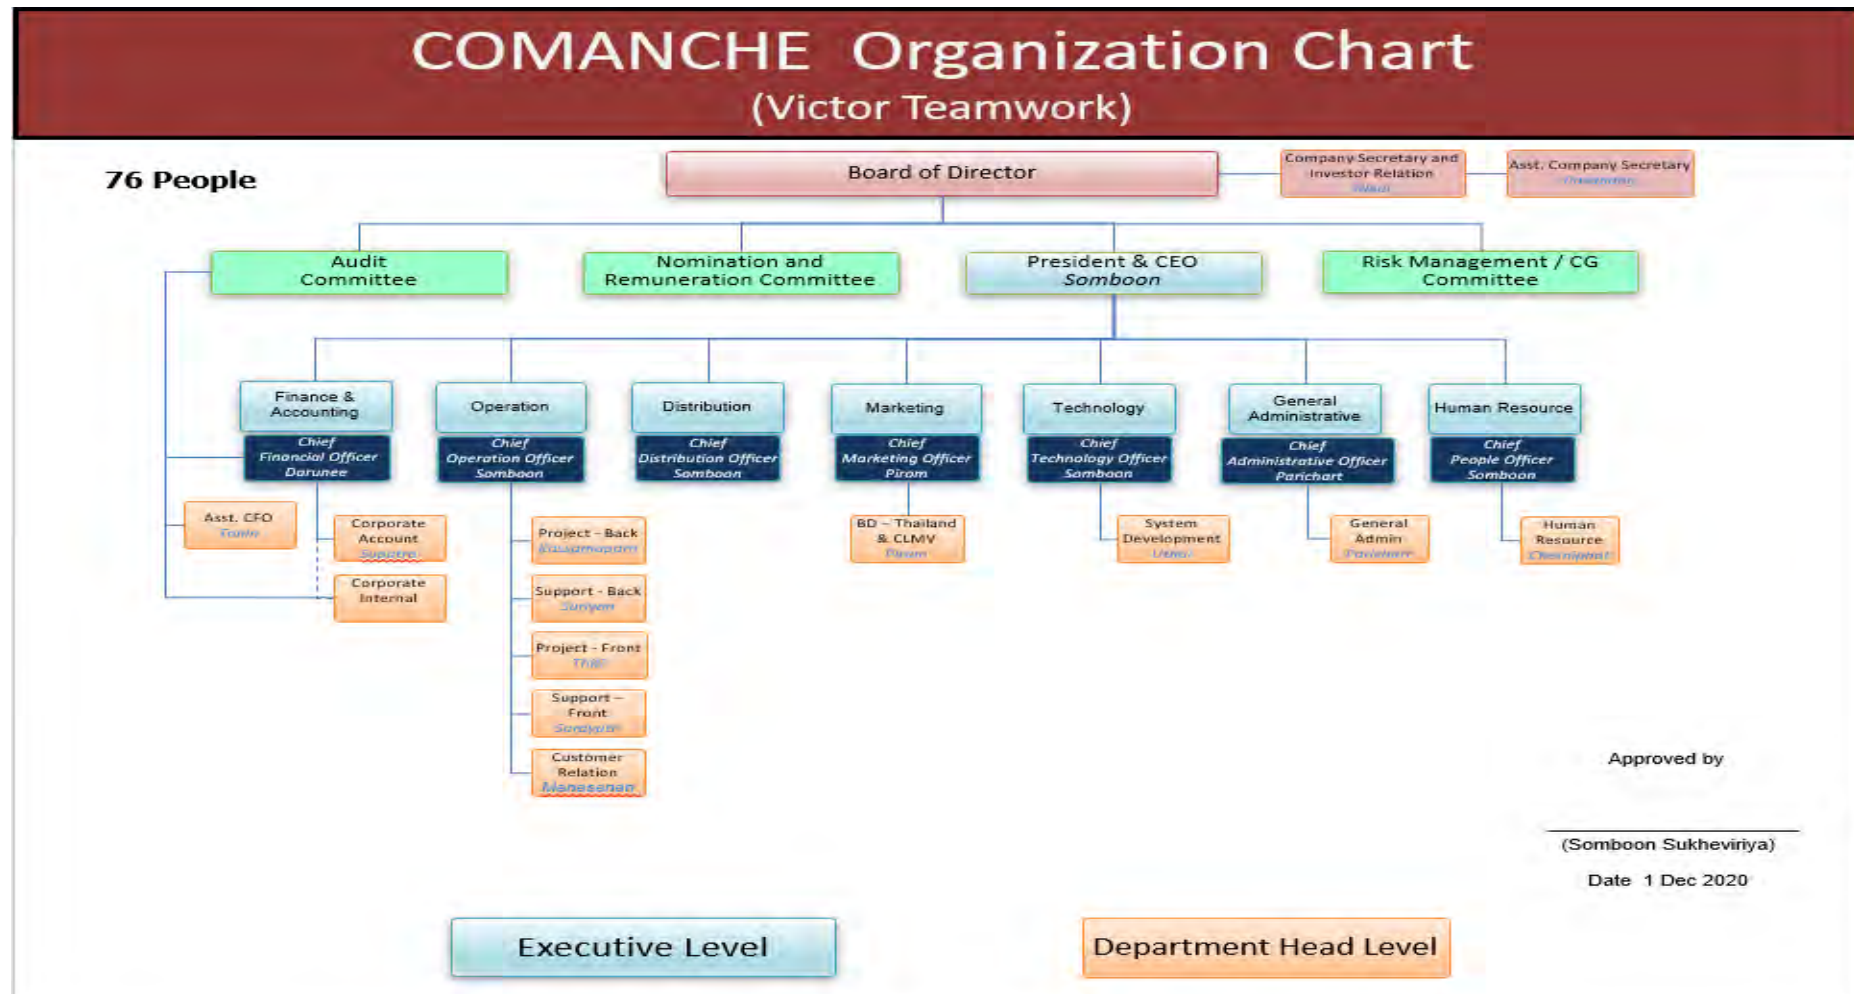 COMANCHE Organization Chart
(Victor Teamwork)
76 People
Board of Director
Company Secretary and
Investor Relation
Asst. Company Secretary
Audit
Committee
Nomination and
Remuneration Committee
President & CEO
Somboon
Risk Management / CG
Committee
Finance &
Accounting
Chief
Financial Officer
Darunee
Operation
Chief
Operation Officer
Somboon
Distribution
Chief
Distribution Officer
Somboon
Marketing
Chief
Marketing Officer
Pirom
Technology
Chief
Technology Officer
Somboon
General
Administrative
Chief
Administrative Officer
Parichart
Human Resource
Chief
People Officer
Somboon
Asst. CFO
Corporate
Account
Corporate
Internal
Project - Back
Support - Back
Suriyan
Project - Front
Support –
Front
Customer
Relation
BD – Thailand
& CLMV
Pirom
System
Development
General
Admin
Parichart
Human
Resource
Approved by
(Somboon Sukheviriya)
Date 1 Dec 2020
Executive Level
Department Head Level